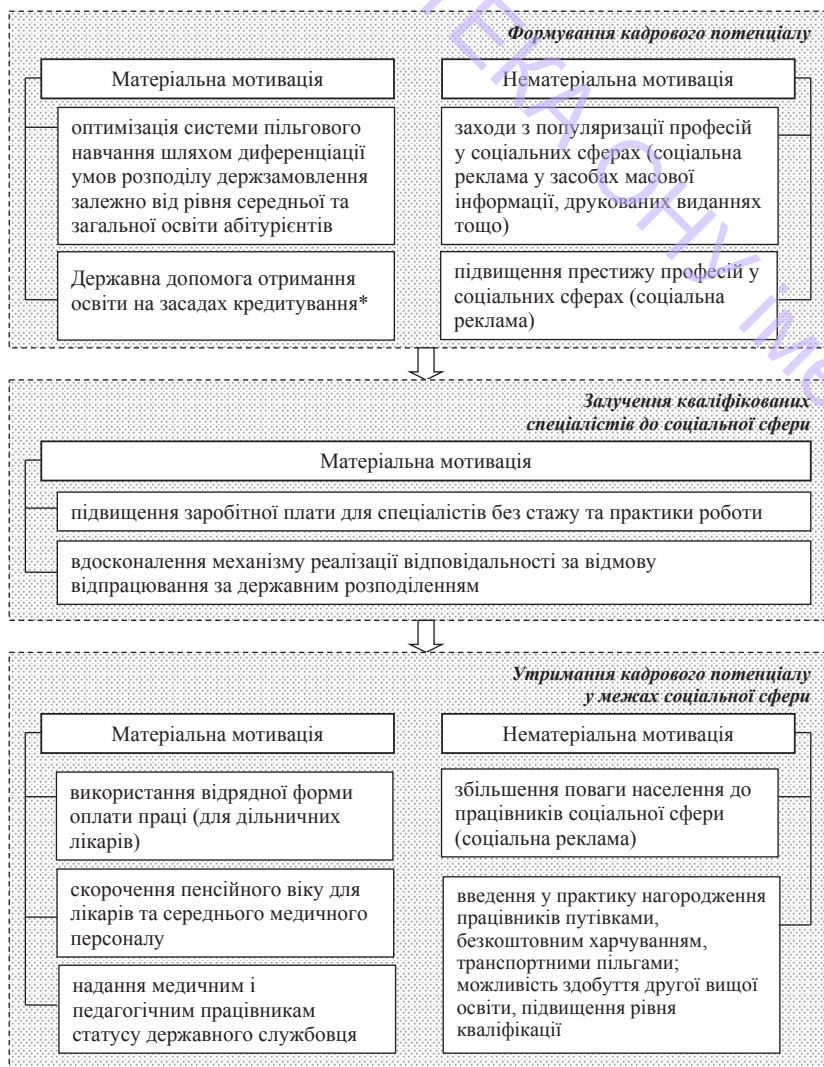 Формування кадрового потенціалу
Матеріальна мотивація
оптимізація системи пільгового
навчання шляхом диференціації
умов розподілу держзамовлення
залежно від рівня середньої та
загальної освіти абітурієнтів
Державна допомога отримання
освіти на засадах кредитування*
Нематеріальна мотивація
заходи з популяризації професій
у соціальних сферах (соціальна
реклама у засобах масової
інформації, друкованих виданнях
тощо)
підвищення престижу професій у
соціальних сферах (соціальна
реклама)
Залучення кваліфікованих
спеціалістів до соціальної сфери
Матеріальна мотивація
підвищення заробітної плати для спеціалістів без стажу та практики роботи
вдосконалення механізму реалізації відповідальності за відмову
відпрацювання за державним розподіленням
Утримання кадрового потенціалу
у межах соціальної сфери
Матеріальна мотивація
використання відрядної форми
оплати праці (для дільничних
лікарів)
скорочення пенсійного віку для
лікарів та середнього медичного
персоналу
надання медичним і
педагогічним працівникам
статусу державного службовця
Нематеріальна мотивація
збільшення поваги населення до
працівників соціальної сфери
(соціальна реклама)
введення у практику нагородження
працівників путівками,
безкоштовним харчуванням,
транспортними пільгами;
можливість здобуття другої вищої
освіти, підвищення рівня
кваліфікації
ОНУ